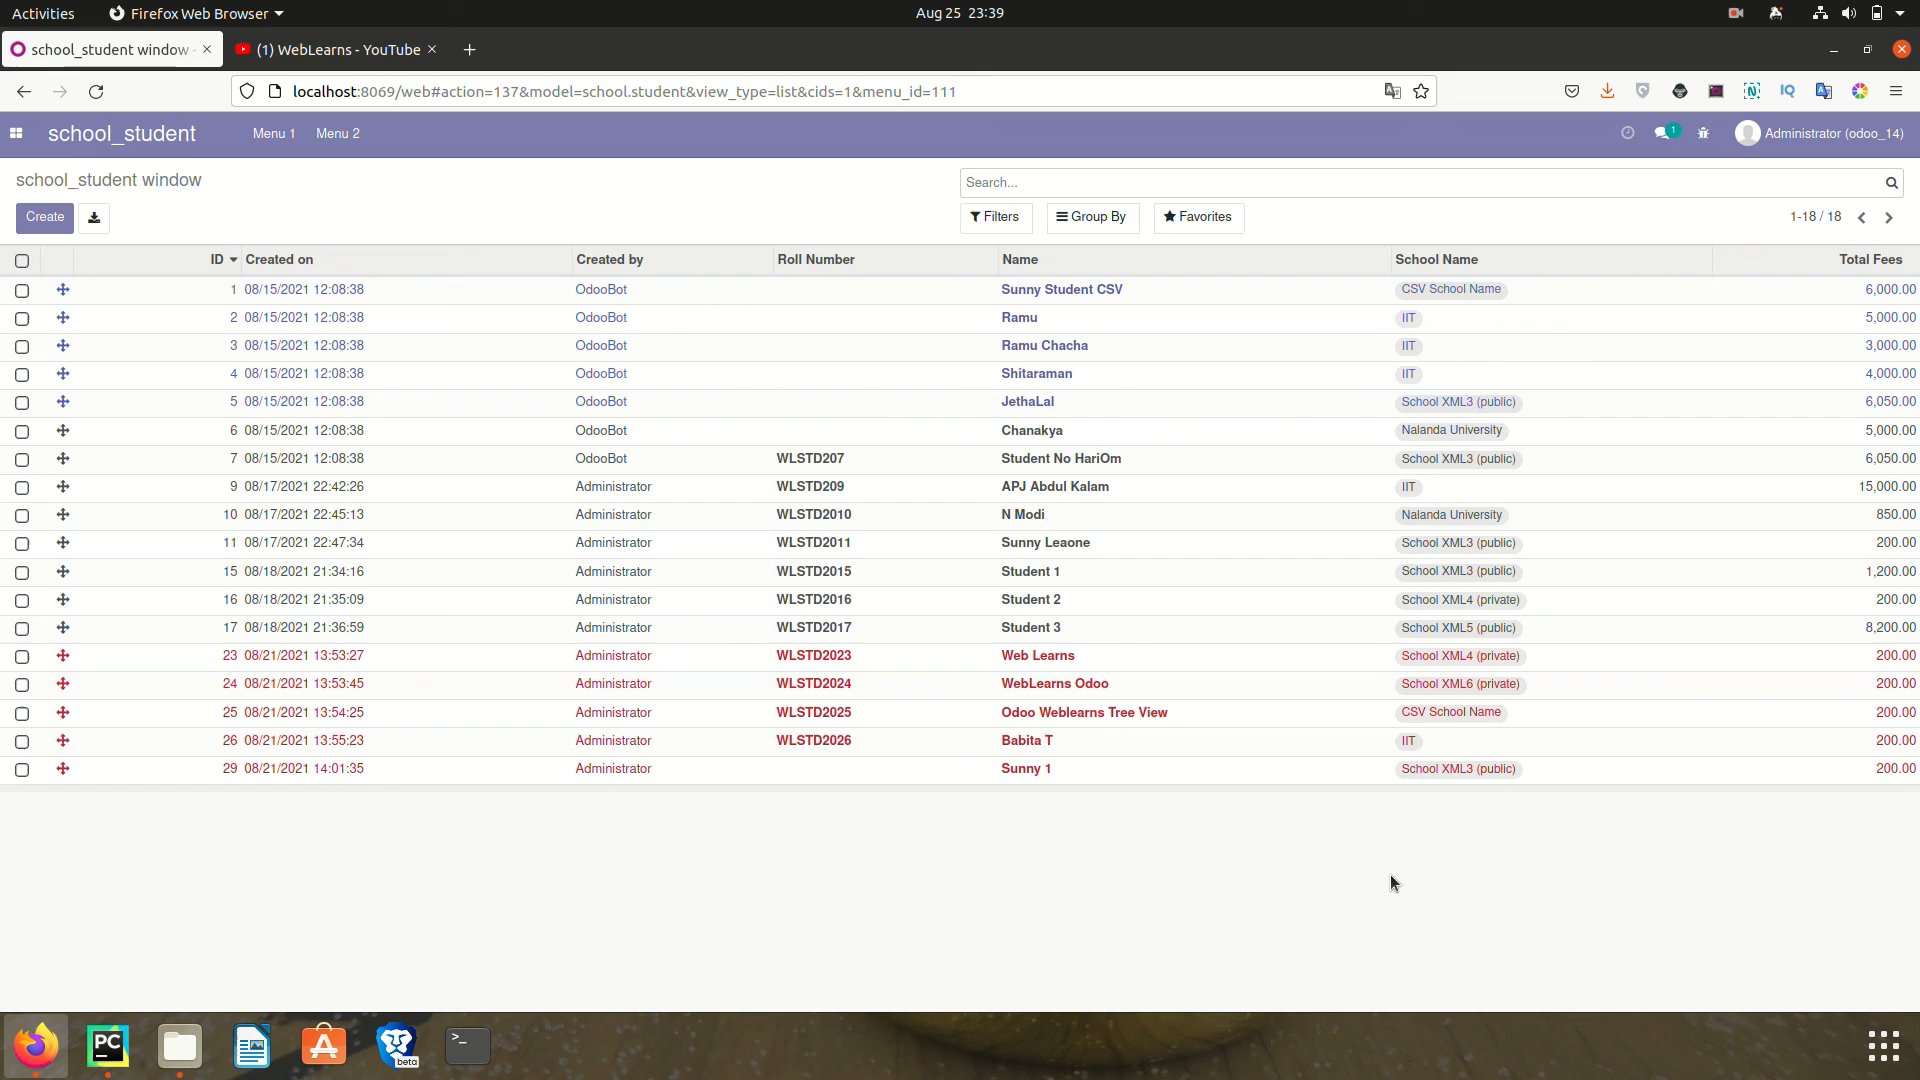 Activities Firefox Web Browser Aug 25 23:39
school_student window (1) WebLearns - YouTube
localhost:8069/web#action=137&model=school.student&view_type=list&cids=1&menu_id=111
school_student Menu 1 Menu 2 1 Administrator (odoo_14)
school_student window Search...
Create Filters Group By Favorites 1-18 / 18
ID Created on Created by Roll Number Name School Name Total Fees
1 08/15/2021 12:08:38 OdooBot Sunny Student CSV CSV School Name 6,000.00
2 08/15/2021 12:08:38 OdooBot Ramu IIT 5,000.00
3 08/15/2021 12:08:38 OdooBot Ramu Chacha IIT 3,000.00
4 08/15/2021 12:08:38 OdooBot Shitaraman IIT 4,000.00
5 08/15/2021 12:08:38 OdooBot JethaLal School XML3 (public) 6,050.00
6 08/15/2021 12:08:38 OdooBot Chanakya Nalanda University 5,000.00
7 08/15/2021 12:08:38 OdooBot WLSTD207 Student No HariOm School XML3 (public) 6,050.00
9 08/17/2021 22:42:26 Administrator WLSTD209 APJ Abdul Kalam IIT 15,000.00
10 08/17/2021 22:45:13 Administrator WLSTD2010 N Modi Nalanda University 850.00
11 08/17/2021 22:47:34 Administrator WLSTD2011 Sunny Leaone School XML3 (public) 200.00
15 08/18/2021 21:34:16 Administrator WLSTD2015 Student 1 School XML3 (public) 1,200.00
16 08/18/2021 21:35:09 Administrator WLSTD2016 Student 2 School XML4 (private) 200.00
17 08/18/2021 21:36:59 Administrator WLSTD2017 Student 3 School XML5 (public) 8,200.00
23 08/21/2021 13:53:27 Administrator WLSTD2023 Web Learns School XML4 (private) 200.00
24 08/21/2021 13:53:45 Administrator WLSTD2024 WebLearns Odoo School XML6 (private) 200.00
25 08/21/2021 13:54:25 Administrator WLSTD2025 Odoo Weblearns Tree View CSV School Name 200.00
26 08/21/2021 13:55:23 Administrator WLSTD2026 Babita T IIT 200.00
29 08/21/2021 14:01:35 Administrator Sunny 1 School XML3 (public) 200.00
PC beta